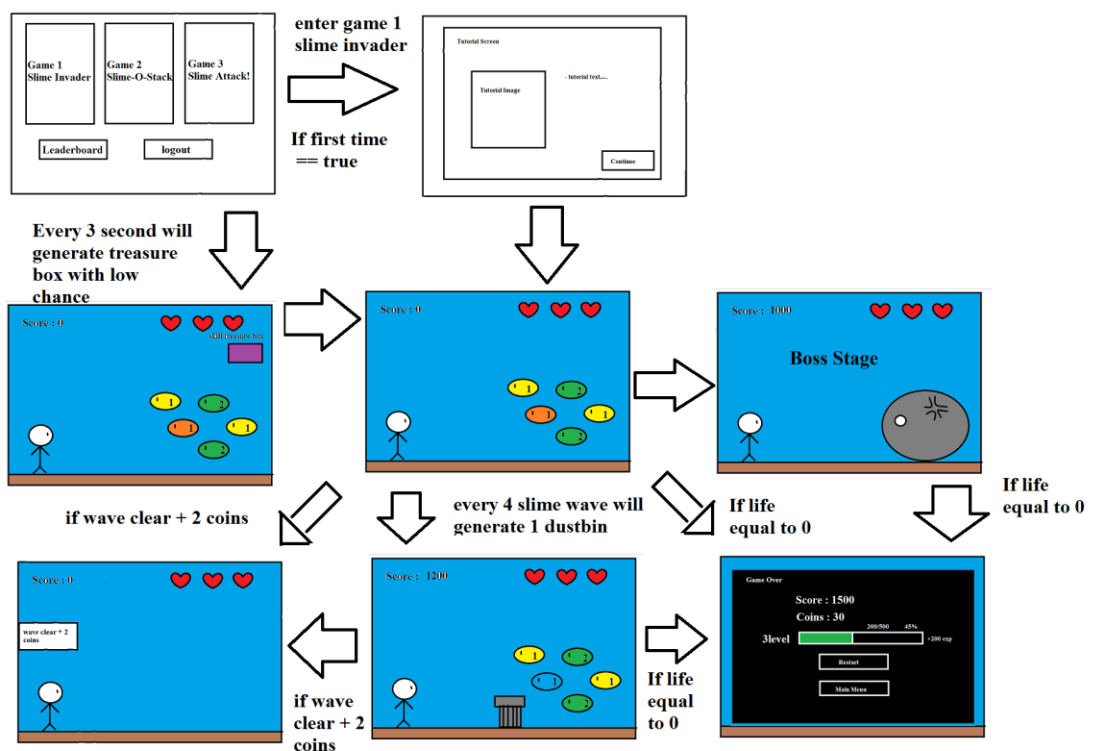 Game 1
Slime Invader
Game 2
Slime-O-Stack
Game 3
Slime Attack!
Leaderboard
logout
enter game 1
slime invader
If first time
== true
Tutorial Screen
Tutorial Image
- tutorial text.....
Continue
Every 3 second will
generate treasure
box with low
chance
Score : 0
skill treasure box
1
2
1
1
2
Score : 0
1
2
1
1
2
Score : 1000
Boss Stage
if wave clear + 2 coins
every 4 slime wave will
generate 1 dustbin
If life
equal to 0
If life
equal to 0
Score : 0
wave clear + 2
coins
if wave
clear + 2
coins
Score : 1200
1
2
1
1
2
If life
equal
to 0
Game Over
Score : 1500
Coins : 30
200/500 45%
3level
+200 exp
Restart
Main Menu